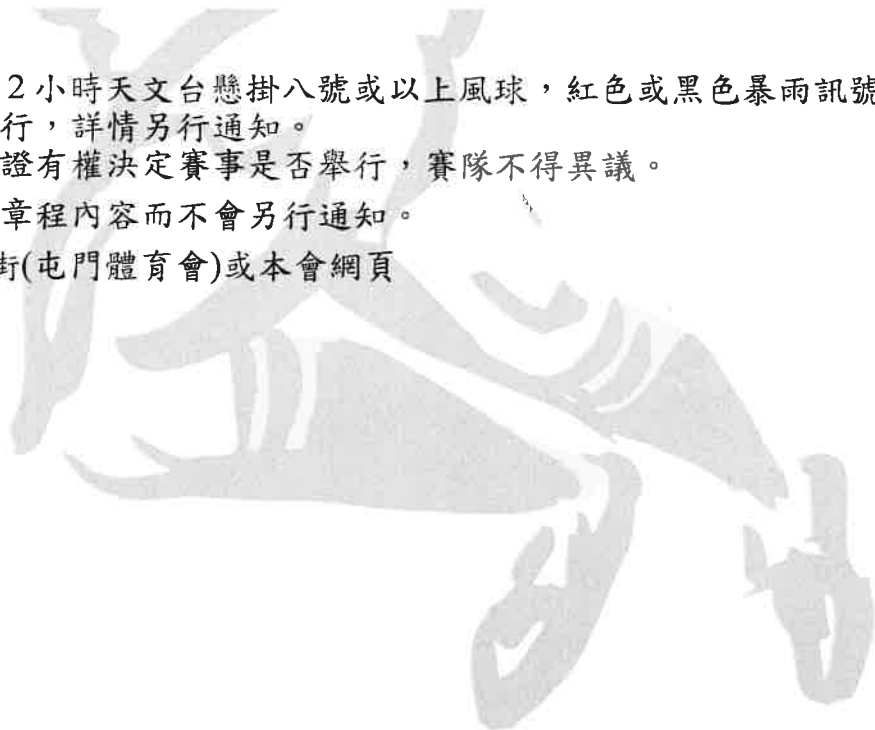 2小時天文台懸掛八號或以上風球，紅色或黑色暴雨訊號
行，詳情另行通知。
證有權決定賽事是否舉行，賽隊不得異議。
章程內容而不會另行通知。
街(屯門體育會)或本會網頁